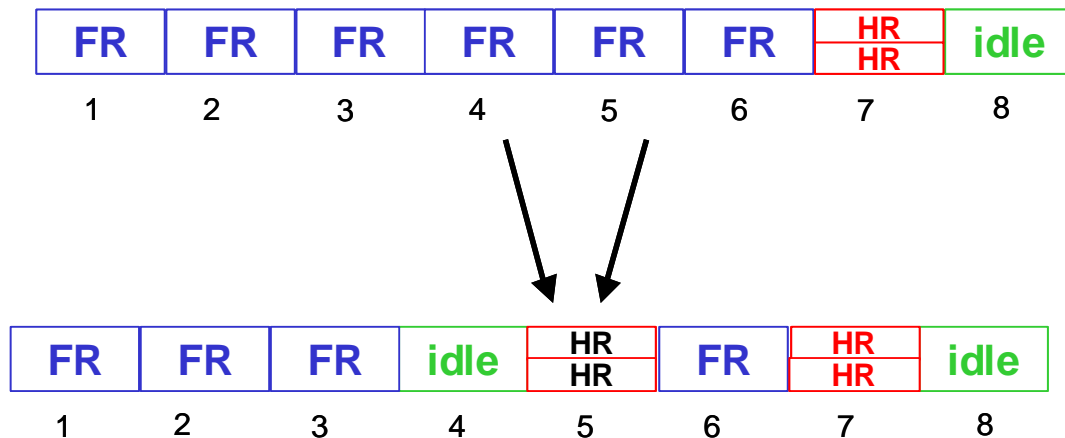 FR FR FR FR FR FR HR idle
HR
1 2 3 4 5 6 7 8
FR FR FR idle HR FR HR idle
HR HR
1 2 3 4 5 6 7 8